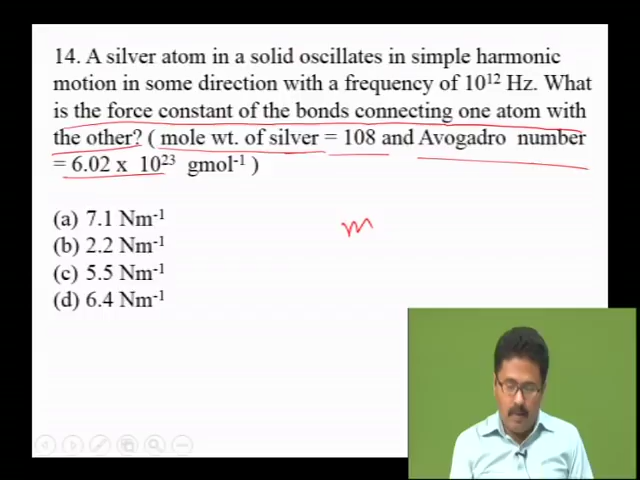 14. A silver atom in a solid oscillates in simple harmonic
motion in some direction with a frequency of 10¹² Hz. What
is the force constant of the bonds connecting one atom with
the other? ( mole wt. of silver = 108 and Avogadro number
= 6.02 x 10²³ gmol⁻¹ )
(a) 7.1 Nm⁻¹
m
(b) 2.2 Nm⁻¹
(c) 5.5 Nm⁻¹
(d) 6.4 Nm⁻¹